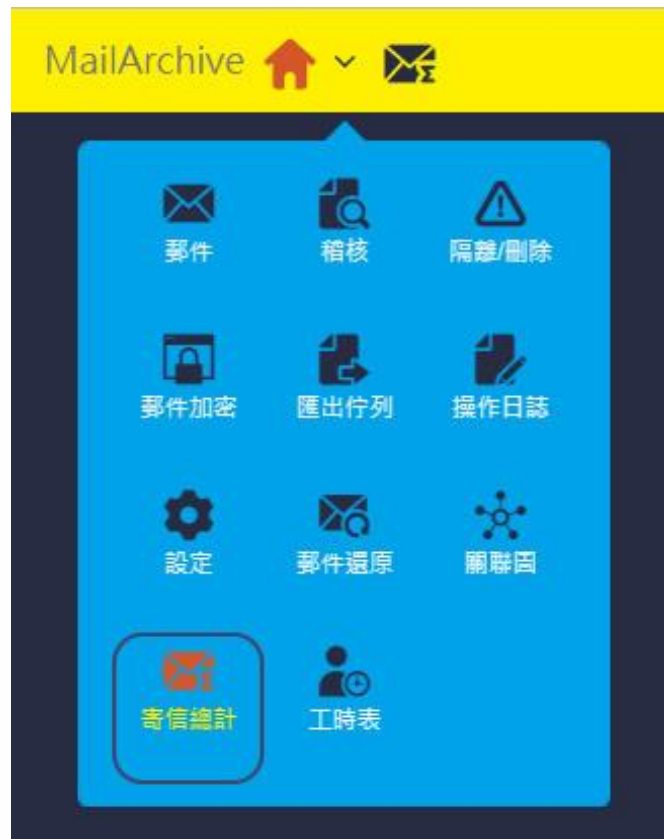 MailArchive
郵件
稽核
隔離/刪除
郵件加密
匯出佇列
操作日誌
設定
郵件還原
關聯圖
寄信總計
工時表